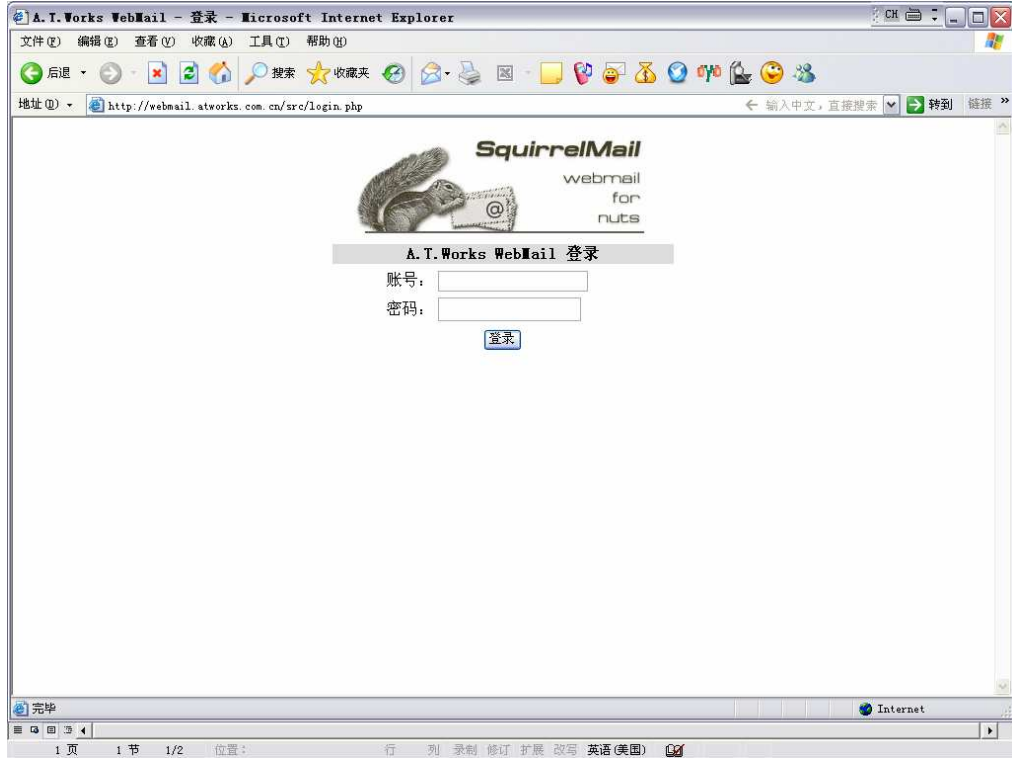 A.T.Works WebMail - 登录 - Microsoft Internet Explorer
CH
文件(F) 编辑(E) 查看(V) 收藏(A) 工具(T) 帮助(H)
后退 搜索 收藏夹
地址(D) http://webmail.atworks.com.cn/src/login.php 输入中文，直接搜索 转到 链接 »
SquirrelMail
webmail
for
nuts
@
A.T.Works WebMail 登录
账号：
密码：
登录
完毕 Internet
1 页 1 节 1/2 位置： 行 列 录制 修订 扩展 改写 英语(美国)